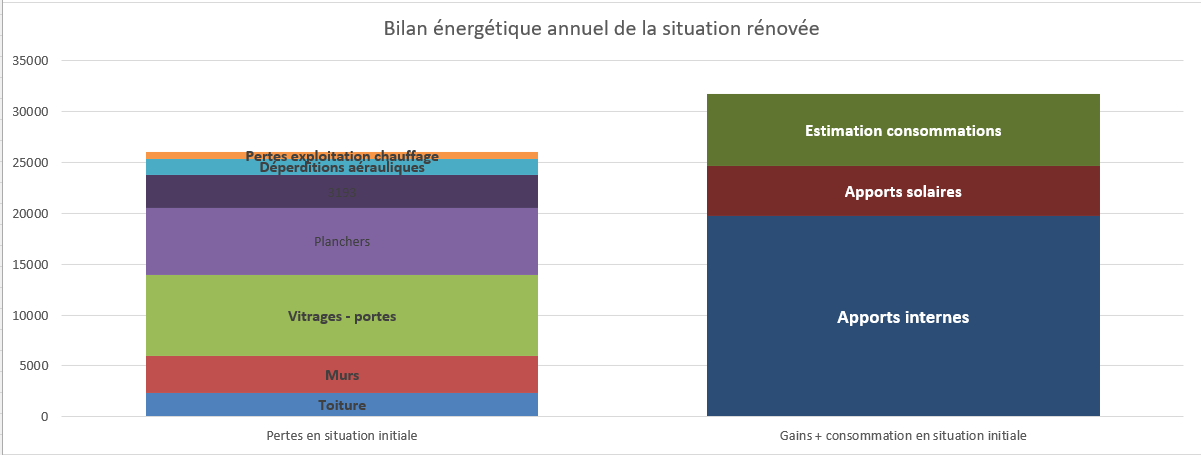 Bilan énergétique annuel de la situation rénovée
35000
30000
25000
20000
15000
10000
5000
0
Pertes exploitation chauffage
Déperditions aérauliques
Planchers
Vitrages - portes
Murs
Toiture
Estimation consommations
Apports solaires
Apports internes
Pertes en situation initiale
Gains + consommation en situation initiale